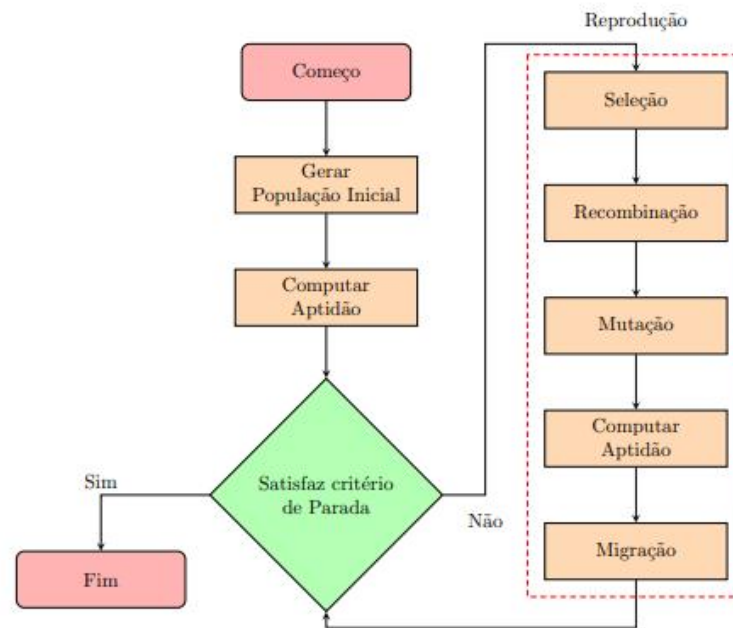 Começo
Gerar
População Inicial
Computar
Aptidão
Satisfaz critério
de Parada
Sim
Fim
Não
Reprodução
Seleção
Recombinação
Mutação
Computar
Aptidão
Migração